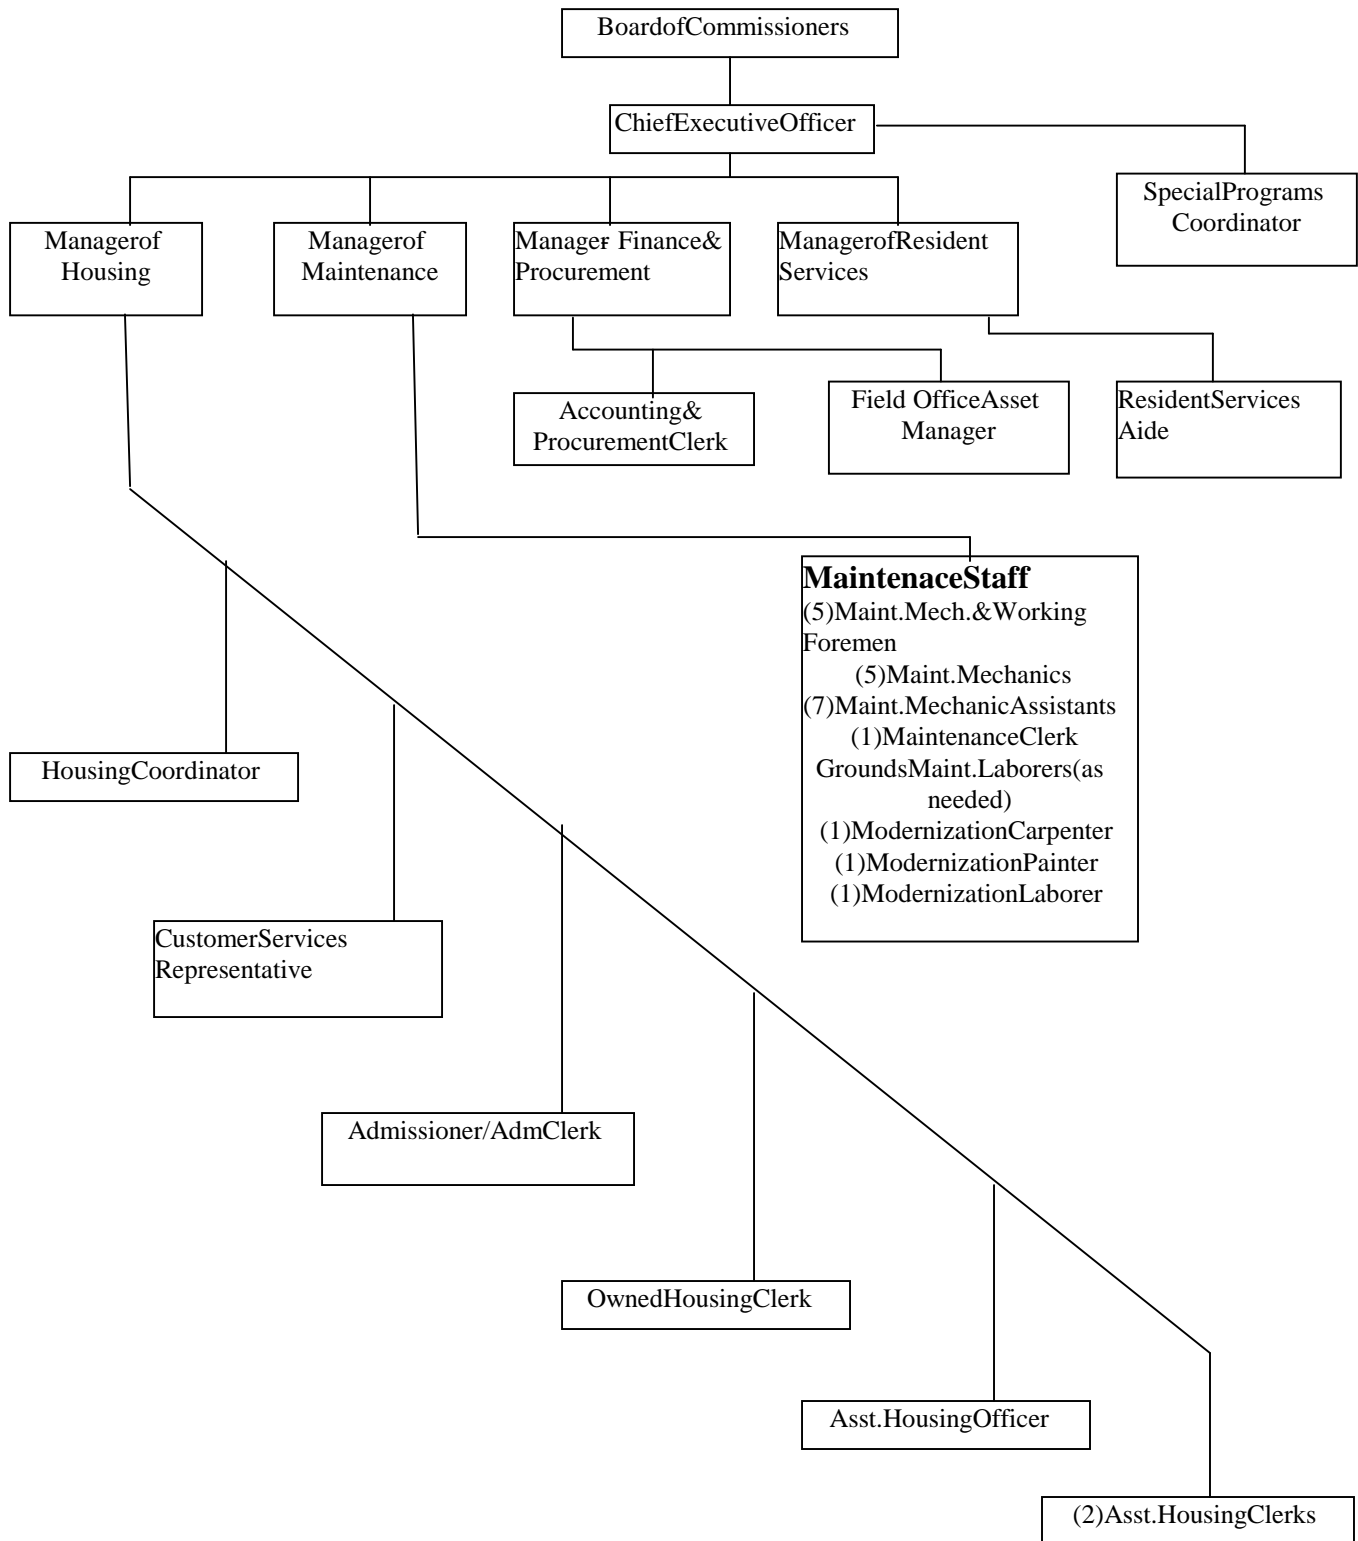 BoardofCommissioners
ChiefExecutiveOfficer
SpecialPrograms
Coordinator
Managerof
Housing
Managerof
Maintenance
Manager- Finance&
Procurement
ManagerofResident
Services
Accounting&
ProcurementClerk
Field OfficeAsset
Manager
ResidentServices
Aide
MaintenaceStaff
(5)Maint.Mech.&Working
Foremen
(5)Maint.Mechanics
(7)Maint.MechanicAssistants
(1)MaintenanceClerk
GroundsMaint.Laborers(as
needed)
(1)ModernizationCarpenter
(1)ModernizationPainter
(1)ModernizationLaborer
HousingCoordinator
CustomerServices
Representative
Admissioner/AdmClerk
OwnedHousingClerk
Asst.HousingOfficer
(2)Asst.HousingClerks